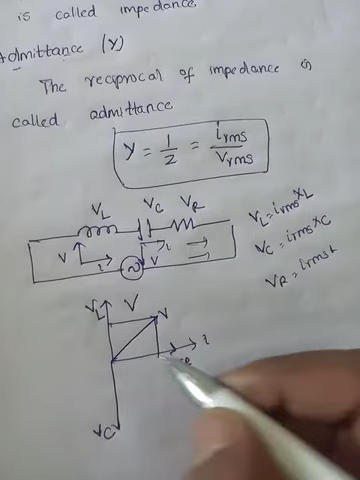 is called impedance.
Admittance (Y)
The reciprocal of impedance is
called admittance
Y = 1/Z = irms/Vrms
VL VC VR
V i i V
VL = irms XL
VC = irms XC
VR = irms
VL V V
i
VC